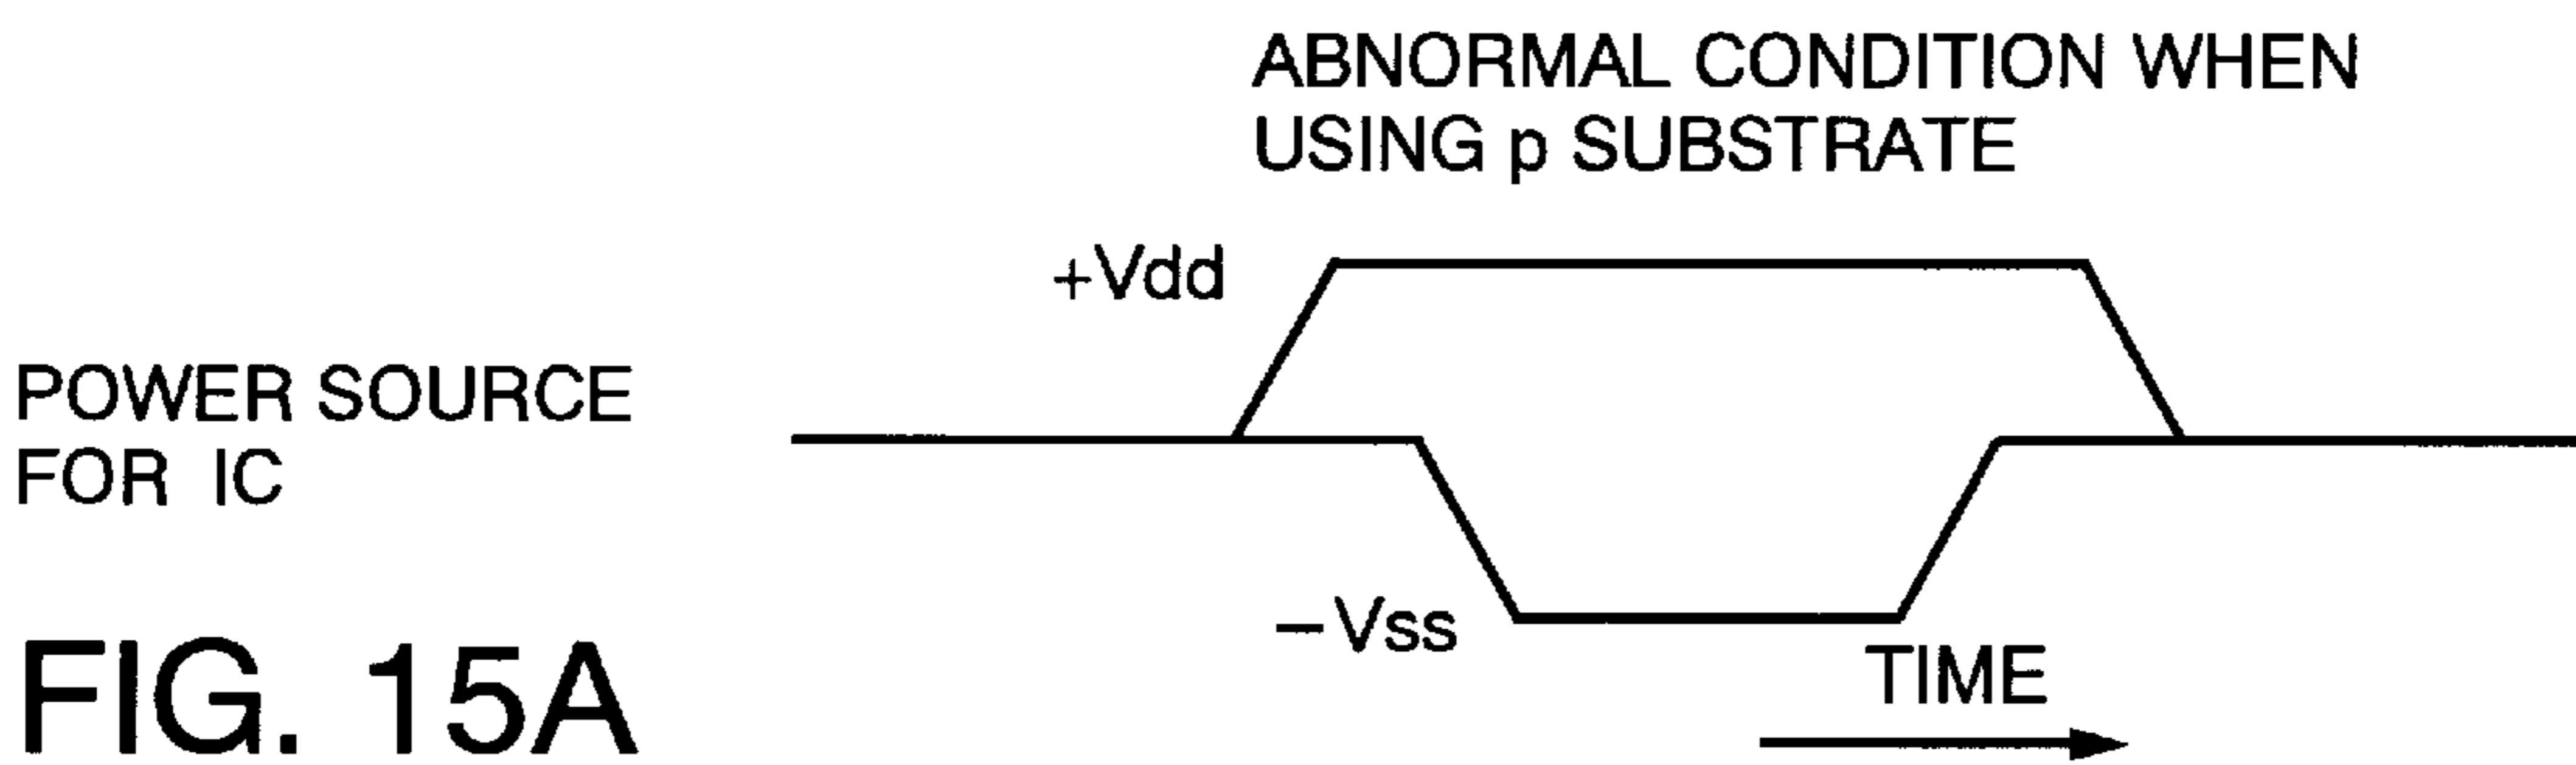 ABNORMAL CONDITION WHEN
USING p SUBSTRATE
+Vdd
POWER SOURCE
FOR IC
−Vss
TIME
FIG. 15A